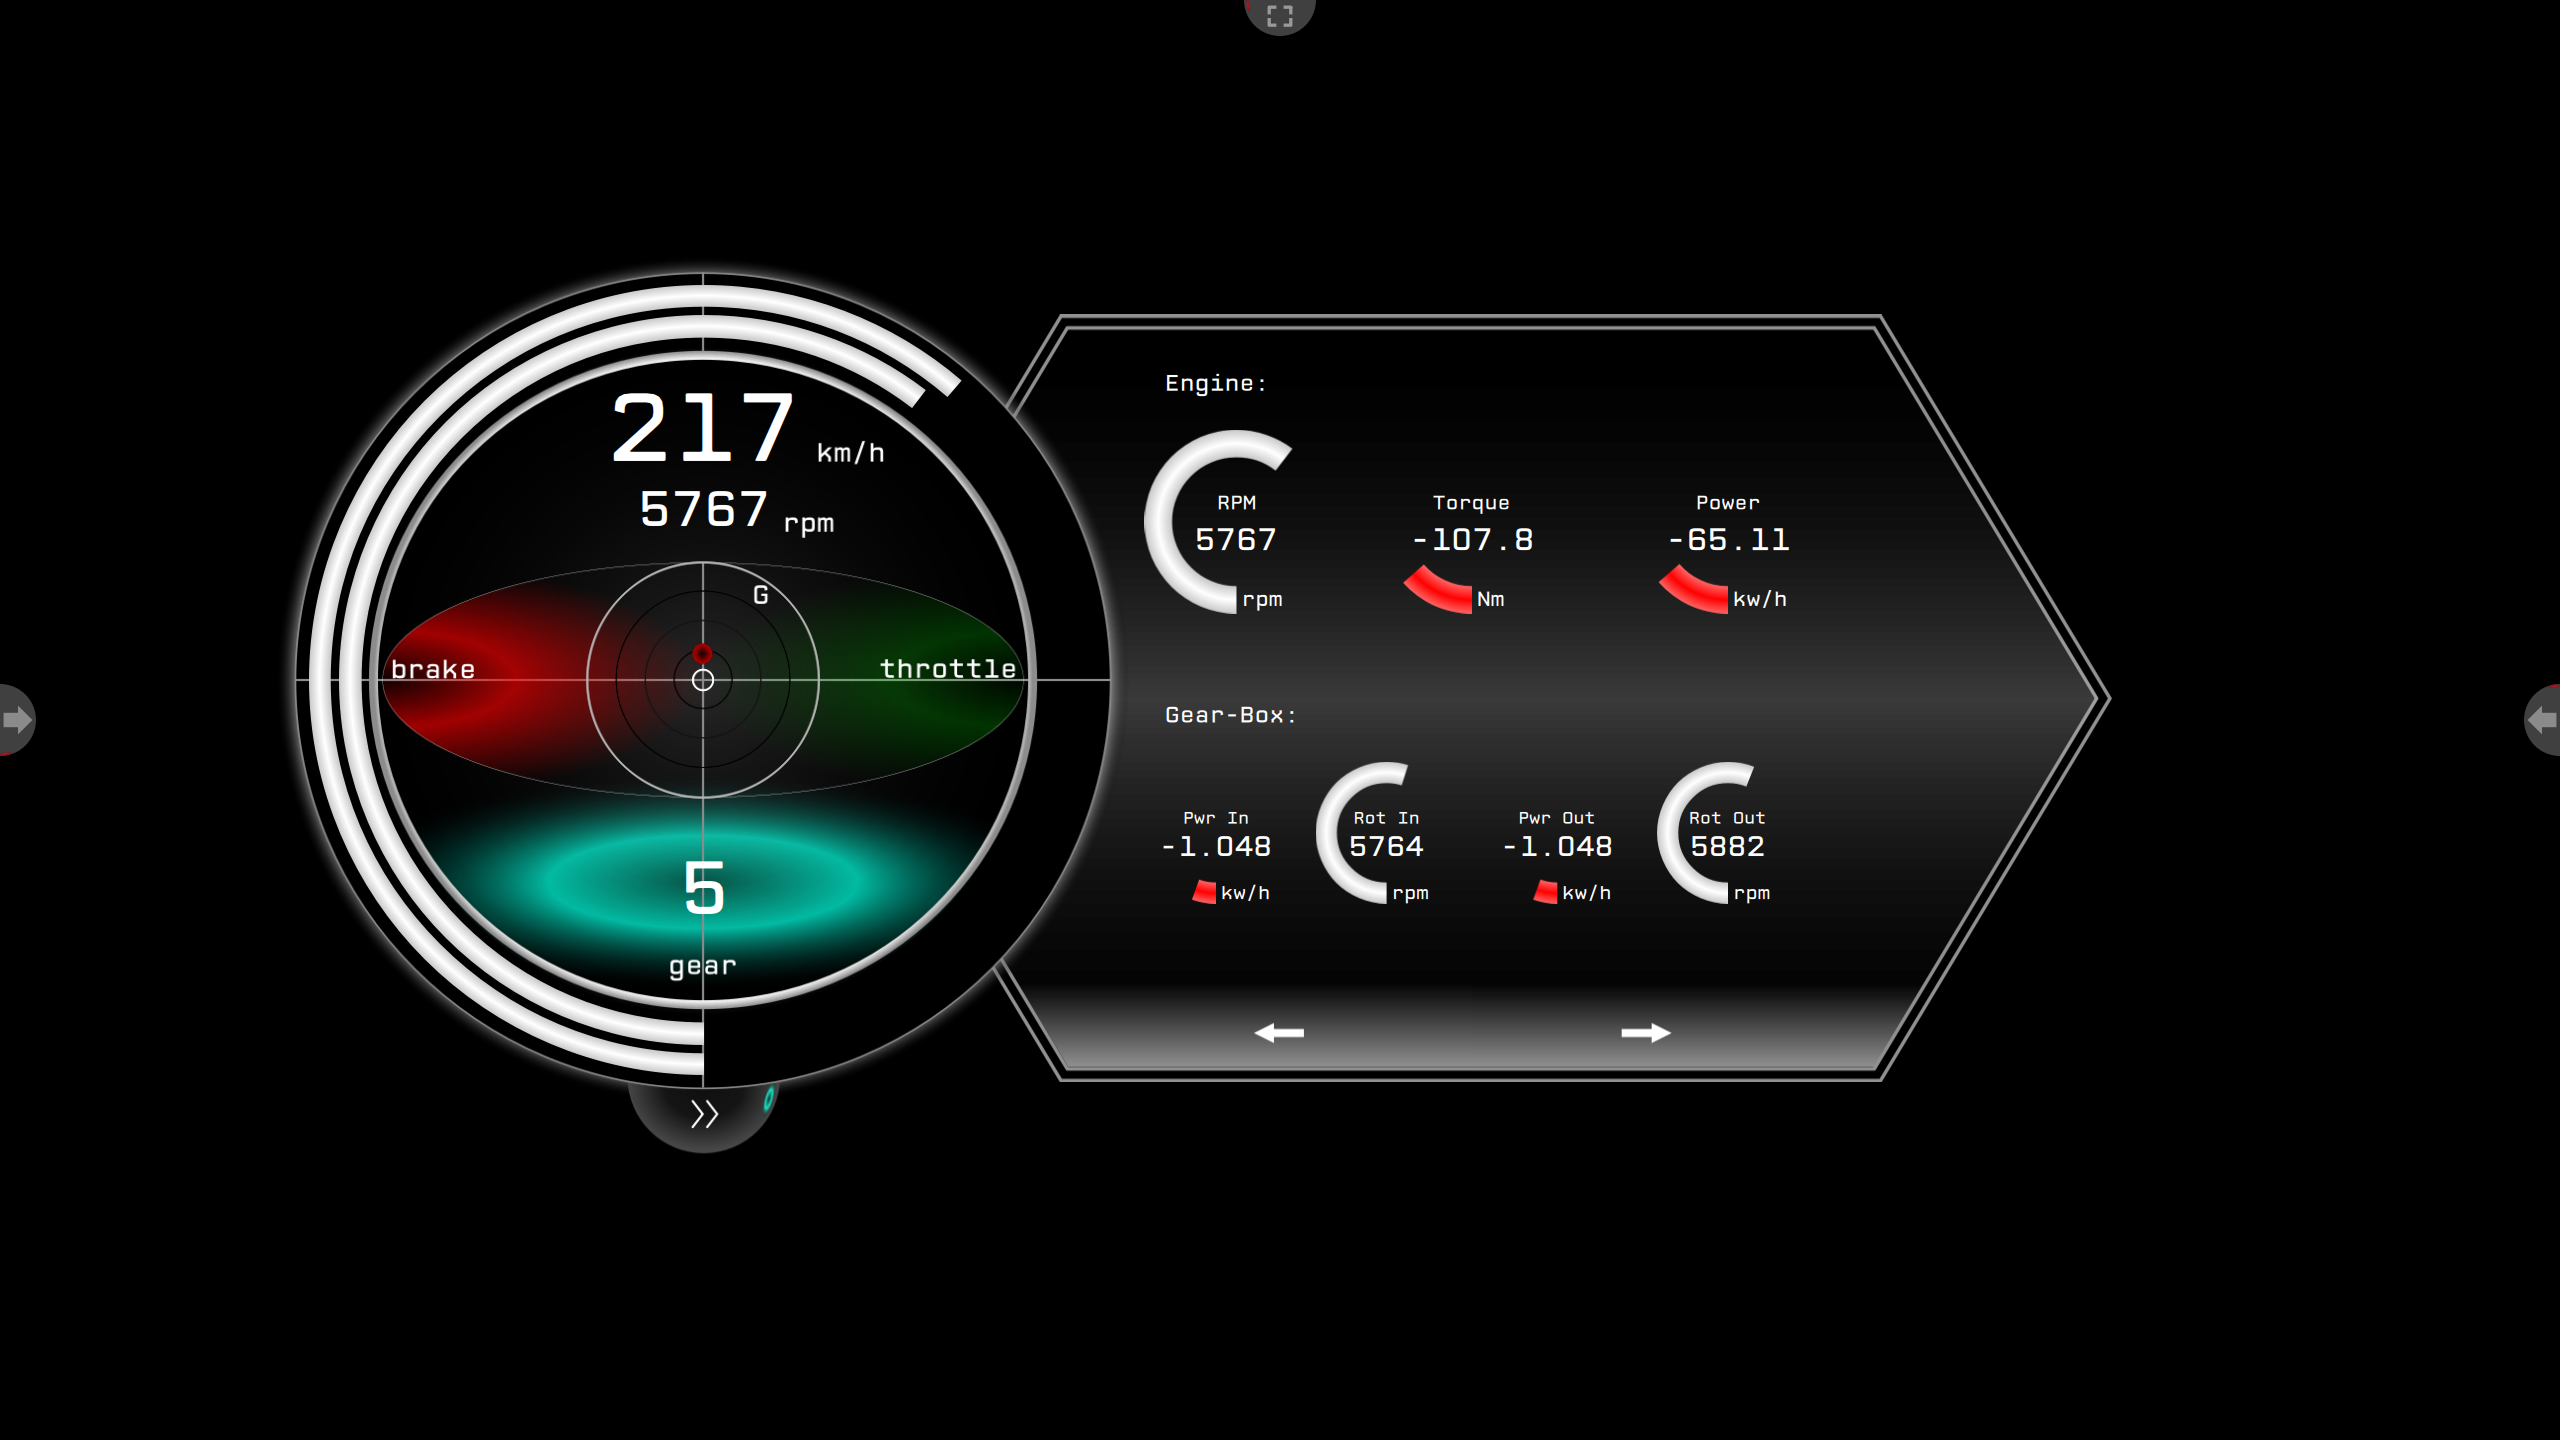 217 km/h
5767 rpm
G
brake
throttle
5
gear
Engine:
RPM
5767
rpm
Torque
-107.8
Nm
Power
-65.11
kw/h
Gear-Box:
Pwr In
-1.048
kw/h
Rot In
5764
rpm
Pwr Out
-1.048
kw/h
Rot Out
5882
rpm